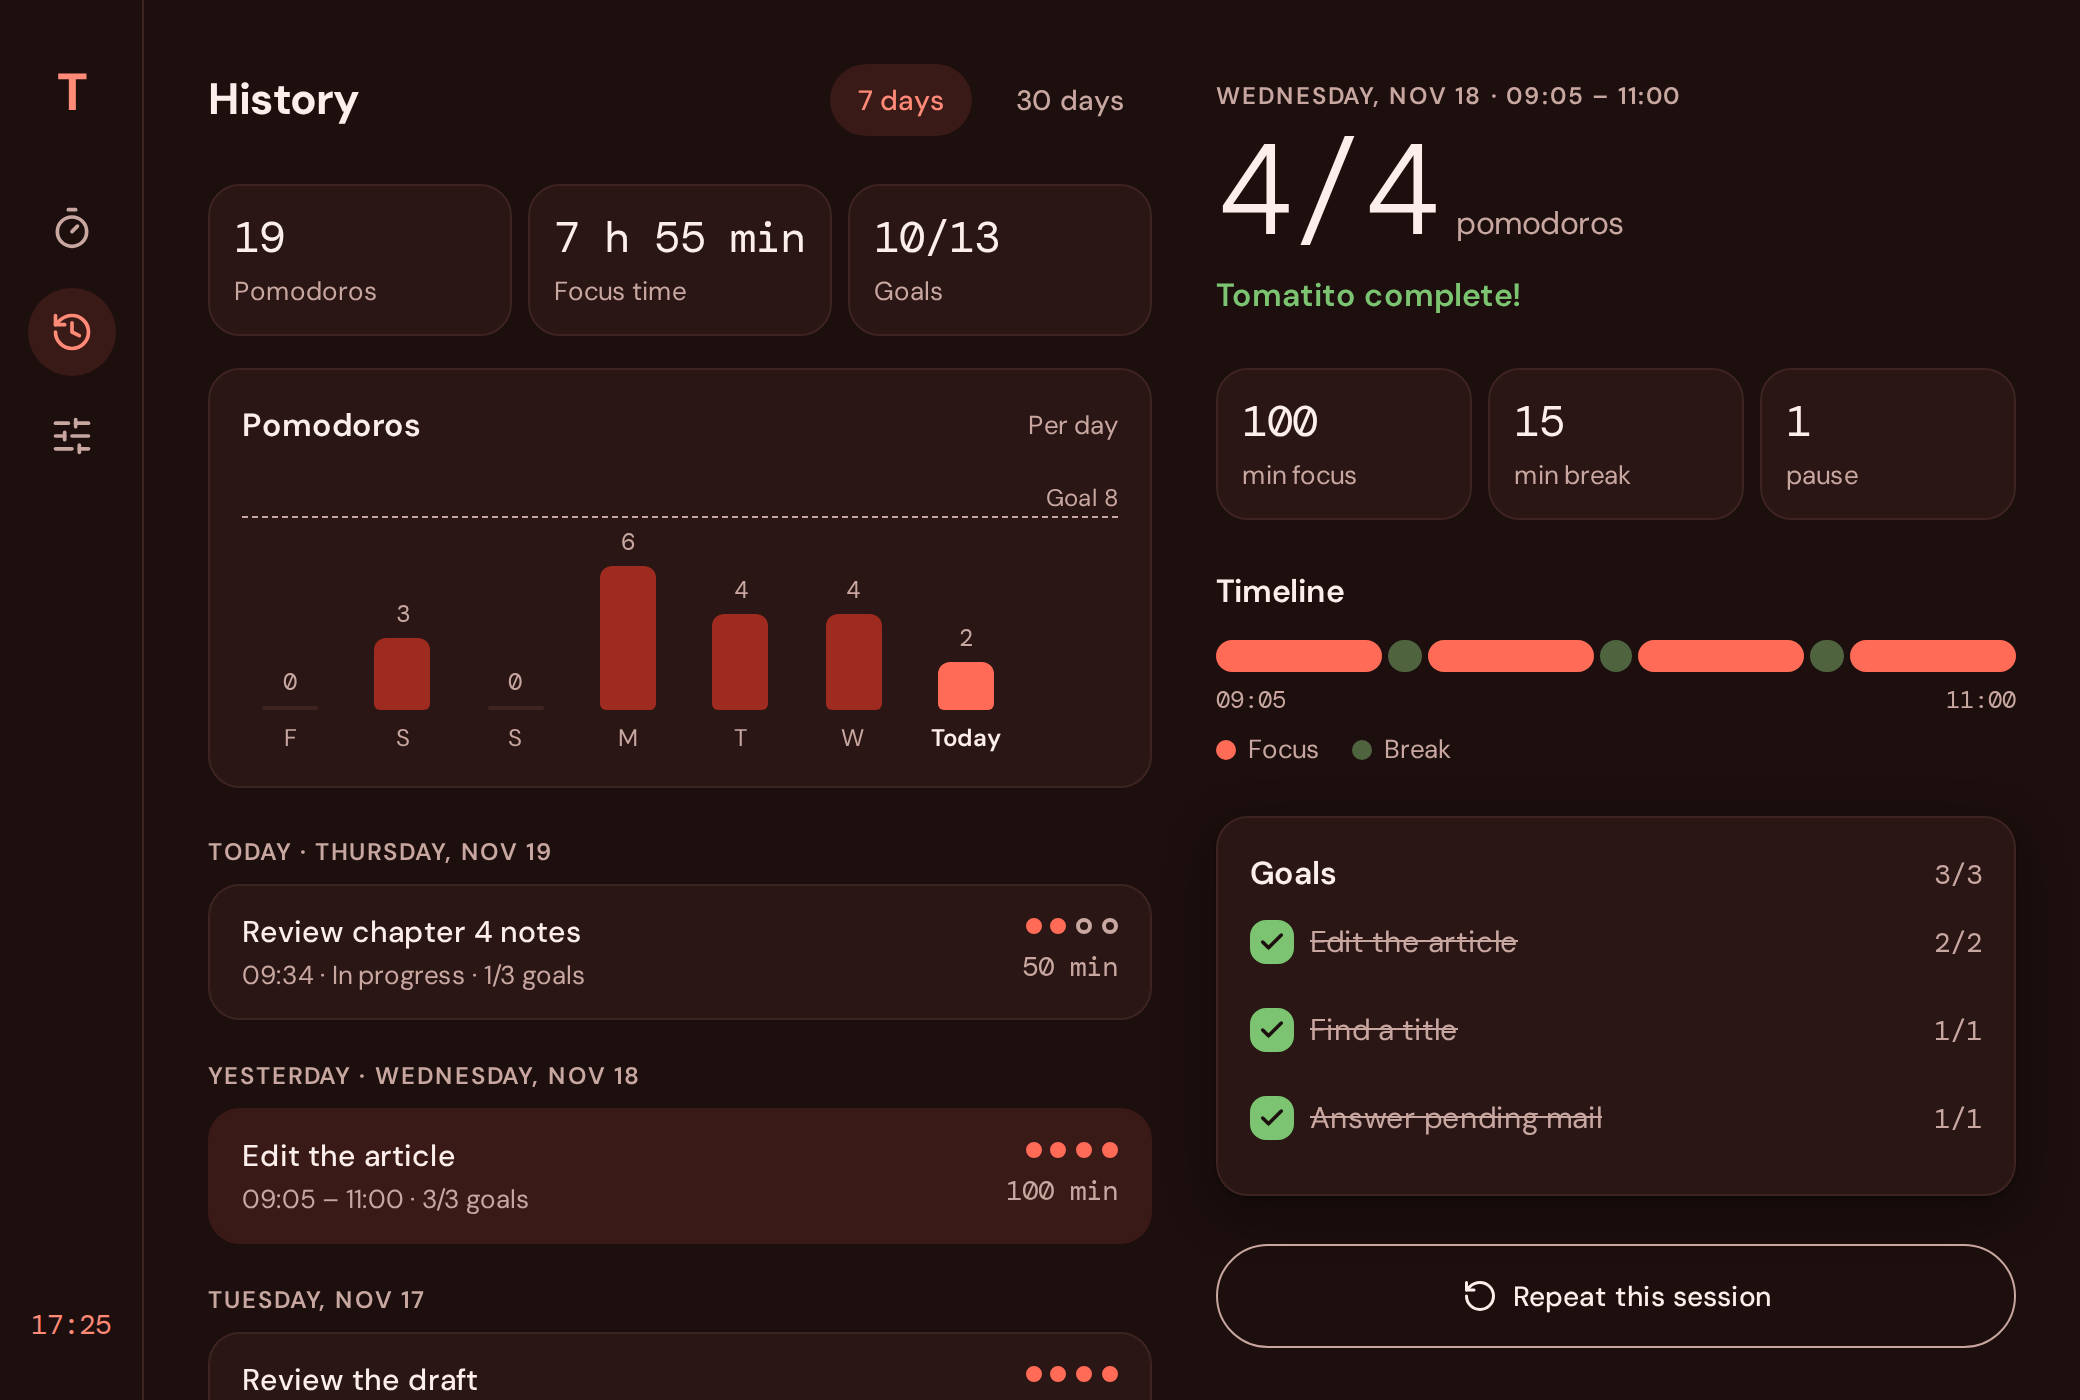 T
17:25
History
7 days
30 days
19
Pomodoros
7 h 55 min
Focus time
10/13
Goals
Pomodoros
Per day
Goal 8
0
3
0
6
4
4
2
F
S
S
M
T
W
Today
TODAY · THURSDAY, NOV 19
Review chapter 4 notes
09:34 · In progress · 1/3 goals
50 min
YESTERDAY · WEDNESDAY, NOV 18
Edit the article
09:05 – 11:00 · 3/3 goals
100 min
TUESDAY, NOV 17
Review the draft
WEDNESDAY, NOV 18 · 09:05 – 11:00
4/4 pomodoros
Tomatito complete!
100
min focus
15
min break
1
pause
Timeline
09:05
11:00
Focus
Break
Goals
3/3
Edit the article
2/2
Find a title
1/1
Answer pending mail
1/1
Repeat this session